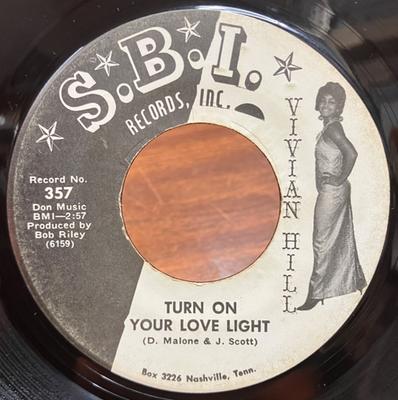 S.B.I.
RECORDS, INC.
Record No.
357
Don Music
BMI—2:57
Produced by
Bob Riley
(6159)
VIVIAN HILL
TURN ON
YOUR LOVE LIGHT
(D. Malone & J. Scott)
Box 3226 Nashville, Tenn.